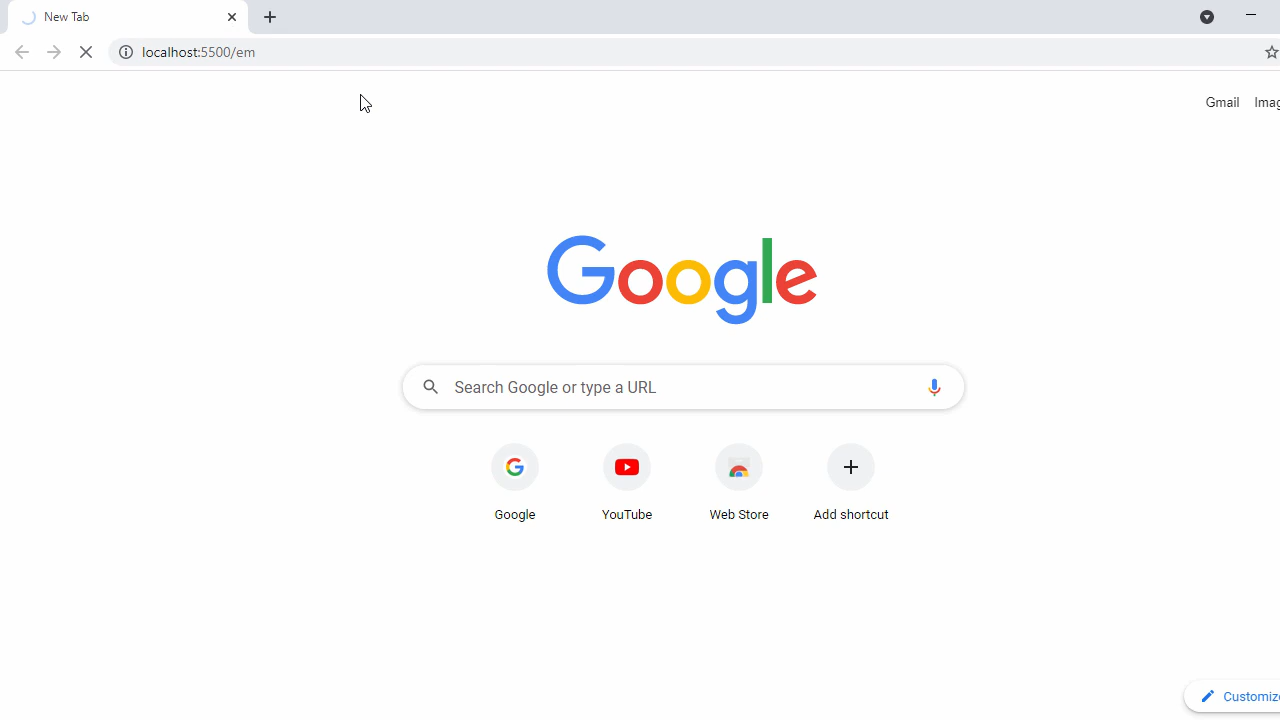 New Tab
localhost:5500/em
Gmail Imag
Google
Search Google or type a URL
Google YouTube Web Store Add shortcut
Customize